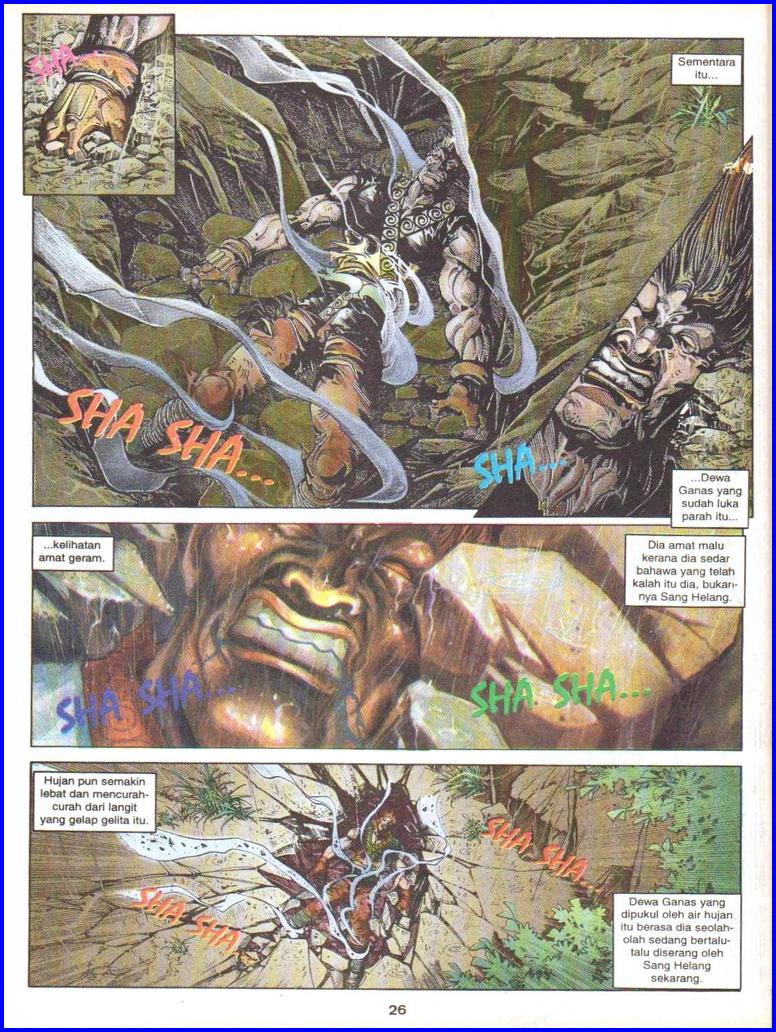 SHA...
Sementara
itu...
SHA SHA...
SHA...
...Dewa
Ganas yang
sudah luka
parah itu...
...kelihatan
amat geram.
Dia amat malu
kerana dia sedar
bahawa yang telah
kalah itu dia, bukan-
nya Sang Helang.
SHA SHA...
SHA SHA...
Hujan pun semakin
lebat dan mencurah-
curah dari langit
yang gelap gelita itu.
SHA SHA...
SHA SHA...
Dewa Ganas yang
dipukul oleh air hujan
itu berasa dia seolah-
olah sedang bertalu-
talu diserang oleh
Sang Helang
sekarang.
26